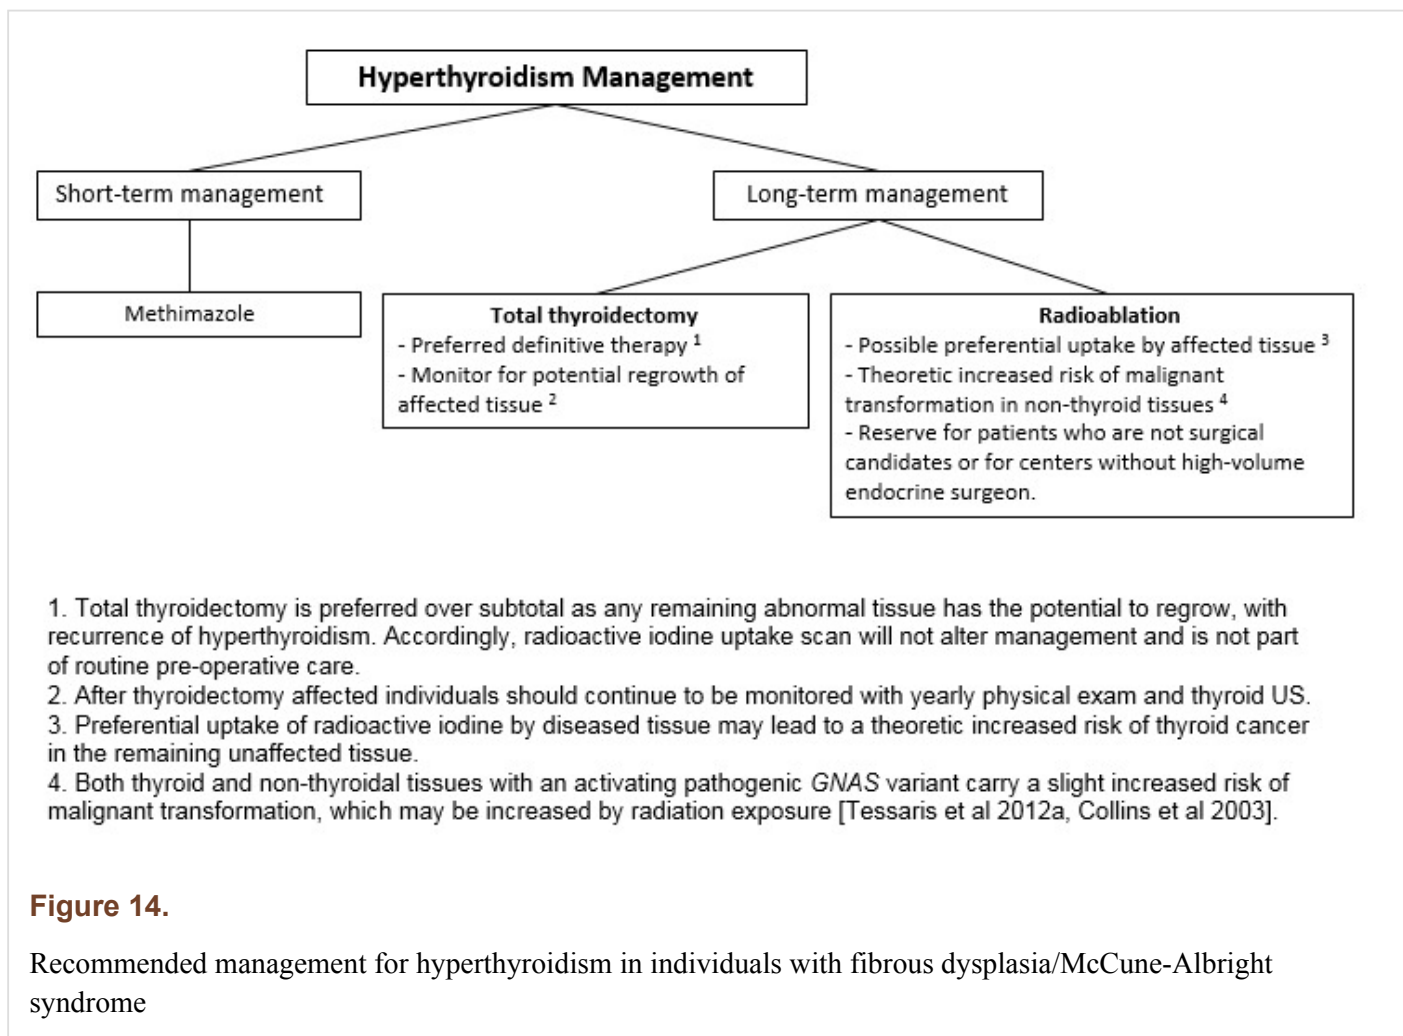 Hyperthyroidism Management
Short-term management
Long-term management
Methimazole
Total thyroidectomy
- Preferred definitive therapy 1
- Monitor for potential regrowth of
affected tissue 2
Radioablation
- Possible preferential uptake by affected tissue 3
- Theoretic increased risk of malignant
transformation in non-thyroid tissues 4
- Reserve for patients who are not surgical
candidates or for centers without high-volume
endocrine surgeon.
1. Total thyroidectomy is preferred over subtotal as any remaining abnormal tissue has the potential to regrow, with
recurrence of hyperthyroidism. Accordingly, radioactive iodine uptake scan will not alter management and is not part
of routine pre-operative care.
2. After thyroidectomy affected individuals should continue to be monitored with yearly physical exam and thyroid US.
3. Preferential uptake of radioactive iodine by diseased tissue may lead to a theoretic increased risk of thyroid cancer
in the remaining unaffected tissue.
4. Both thyroid and non-thyroidal tissues with an activating pathogenic GNAS variant carry a slight increased risk of
malignant transformation, which may be increased by radiation exposure [Tessaris et al 2012a, Collins et al 2003].
Figure 14.
Recommended management for hyperthyroidism in individuals with fibrous dysplasia/McCune-Albright
syndrome